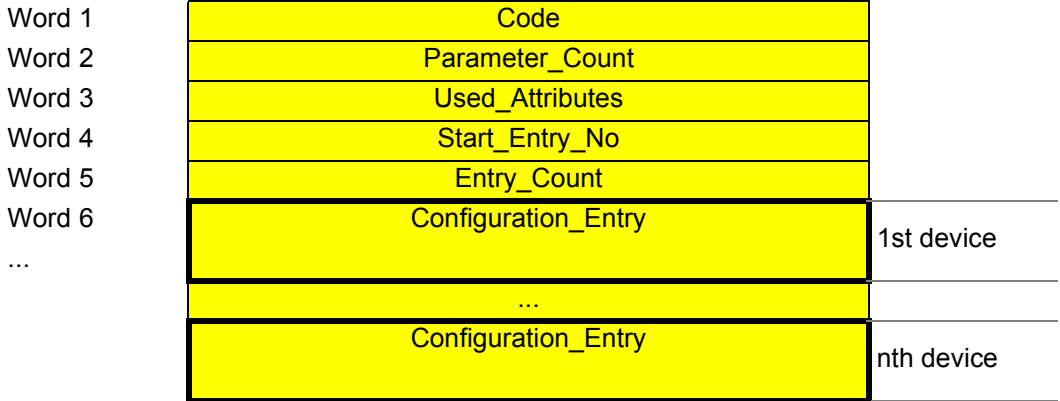 Word 1 Code
Word 2 Parameter_Count
Word 3 Used_Attributes
Word 4 Start_Entry_No
Word 5 Entry_Count
Word 6 Configuration_Entry
1st device
...
...
Configuration_Entry
nth device